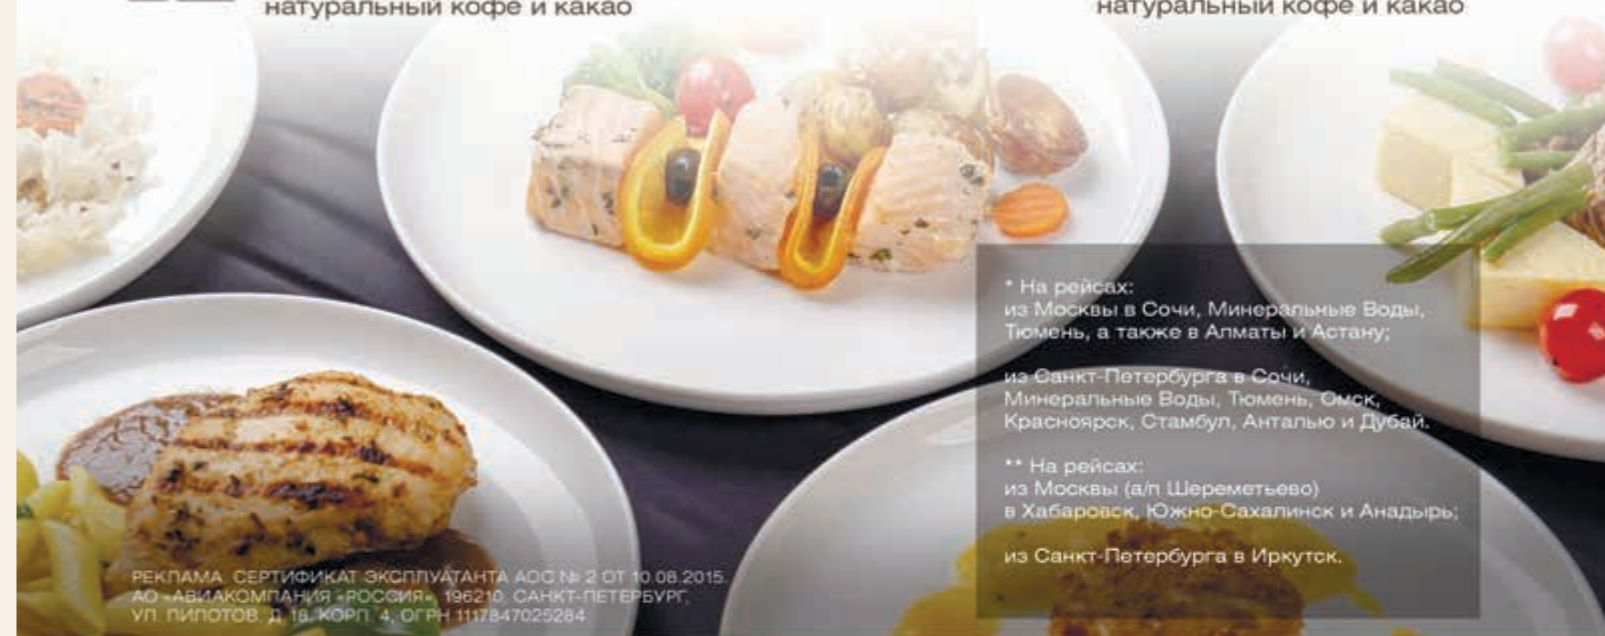 натуральный кофе и какао
натуральный кофе и какао
* На рейсах:
из Москвы в Сочи, Минеральные Воды,
Тюмень, а также в Алматы и Астану;
из Санкт-Петербурга в Сочи,
Минеральные Воды, Тюмень, Омск,
Красноярск, Стамбул, Анталью и Дубай.
** На рейсах:
из Москвы (а/п Шереметьево)
в Хабаровск, Южно-Сахалинск и Анадырь;
из Санкт-Петербурга в Иркутск.
РЕКЛАМА. СЕРТИФИКАТ ЭКСПЛУАТАНТА АОС № 2 ОТ 10.08.2015.
АО «АВИАКОМПАНИЯ «РОССИЯ», 196210, САНКТ-ПЕТЕРБУРГ,
УЛ. ПИЛОТОВ, Д. 18, КОРП. 4, ОГРН 1117847025284